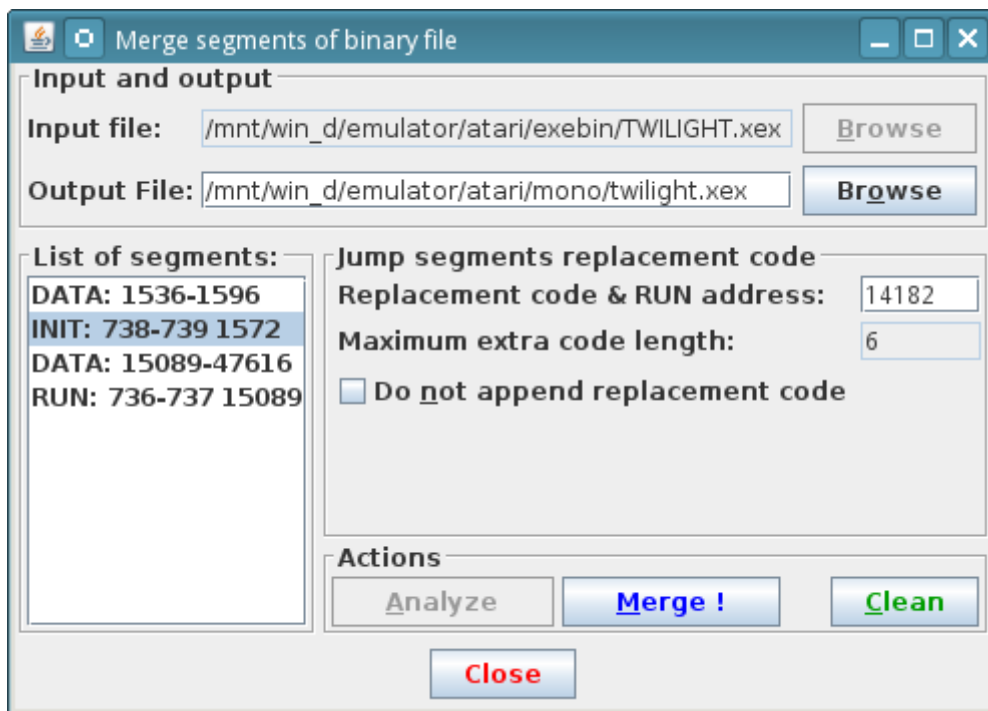 Merge segments of binary file
Input and output
Input file: /mnt/win_d/emulator/atari/exebin/TWILIGHT.xex Browse
Output File: /mnt/win_d/emulator/atari/mono/twilight.xex Browse
List of segments:
DATA: 1536-1596
INIT: 738-739 1572
DATA: 15089-47616
RUN: 736-737 15089
Jump segments replacement code
Replacement code & RUN address: 14182
Maximum extra code length: 6
Do not append replacement code
Actions
Analyze Merge ! Clean
Close